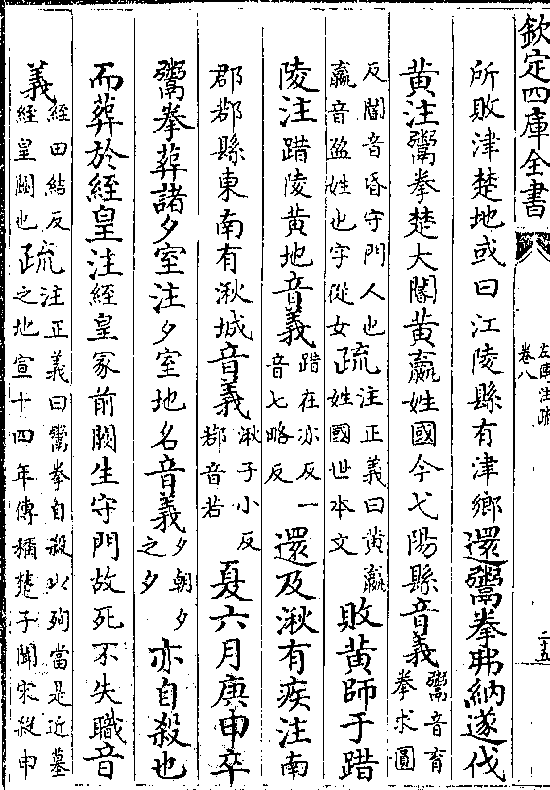 欽定四庫全書
左傳注疏
卷八
二十五
所敗津楚地或曰江陵縣有津鄉還鬻拳弗納遂伐
黄注鬻拳楚大閽黄嬴姓國今弋陽縣音義鬻音育拳求圓
反閽音昏守門人也嬴音盈姓也字從女疏注正義曰黄嬴姓國世本文敗黄師于踖
陵注踖陵黄地音義踖在亦反一音七略反還及湫有疾注南
郡鄀縣東南有湫城音義湫子小反鄀音若夏六月庚申卒
鬻拳葬諸夕室注夕室地名音義夕朝夕之夕亦自殺也
而葬於絰皇注絰皇冢前闕生守門故死不失職音
義絰田結反絰皇闕也疏注正義曰鬻拳自殺以殉當是近墓之地宣十四年傳稱楚子聞宋殺申